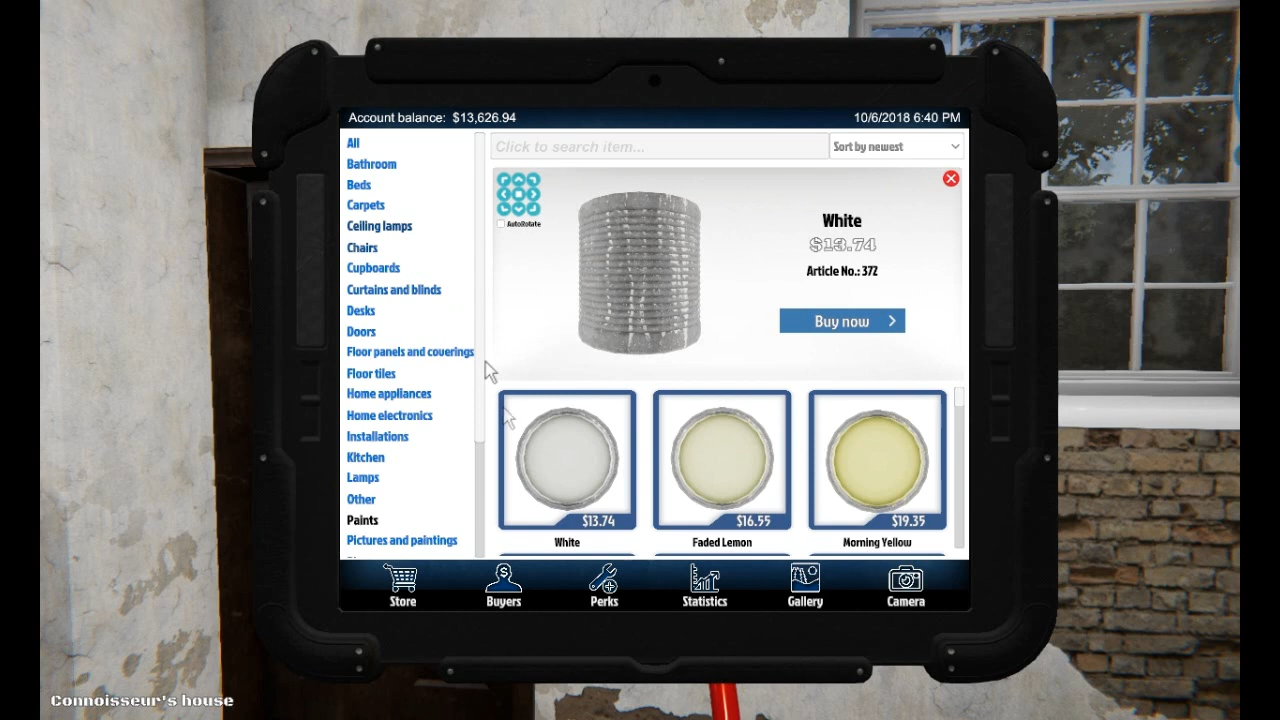 Account balance: $13,626.94
10/6/2018 6:40 PM
All
Bathroom
Beds
Carpets
Ceiling lamps
Chairs
Cupboards
Curtains and blinds
Desks
Doors
Floor panels and coverings
Floor tiles
Home appliances
Home electronics
Installations
Kitchen
Lamps
Other
Paints
Pictures and paintings
Click to search item...
Sort by newest
AutoRotate
White
$13.74
Article No.: 372
Buy now
$13.74
$16.55
$19.35
White
Faded Lemon
Morning Yellow
Store
Buyers
Perks
Statistics
Gallery
Camera
Connoisseur's house